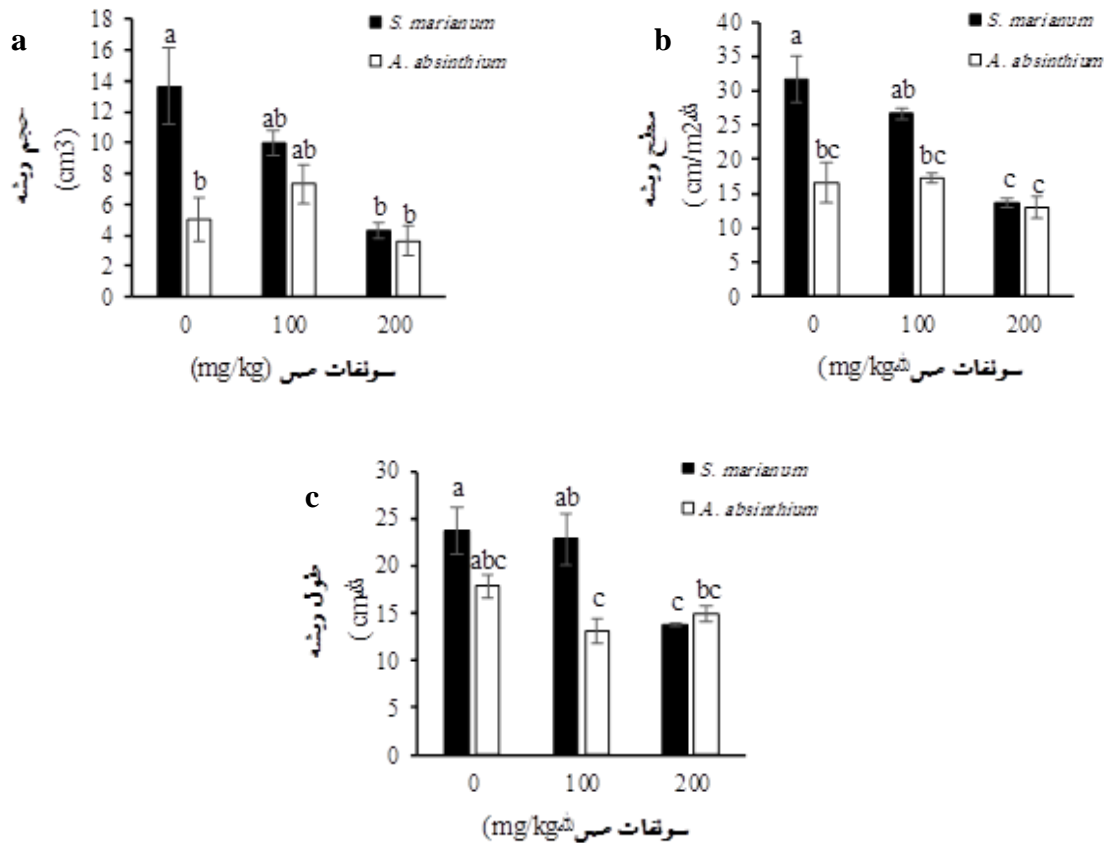 a
18
16
14
12
10
8
6
4
2
0
حجم ریشه
(cm3)
S. marianum
A. absinthium
a
b
ab
ab
b
b
0 100 200
سولفات مس (mg/kg)
b
40
35
30
25
20
15
10
5
0
سطح ریشه
(cm/m2
S. marianum
A. absinthium
a
bc
ab
bc
c
c
0 100 200
سولفات مس (mg/kg
c
30
25
20
15
10
5
0
طول ریشه
(cm
S. marianum
A. absinthium
a
abc
ab
c
c
bc
0 100 200
سولفات مس (mg/kg